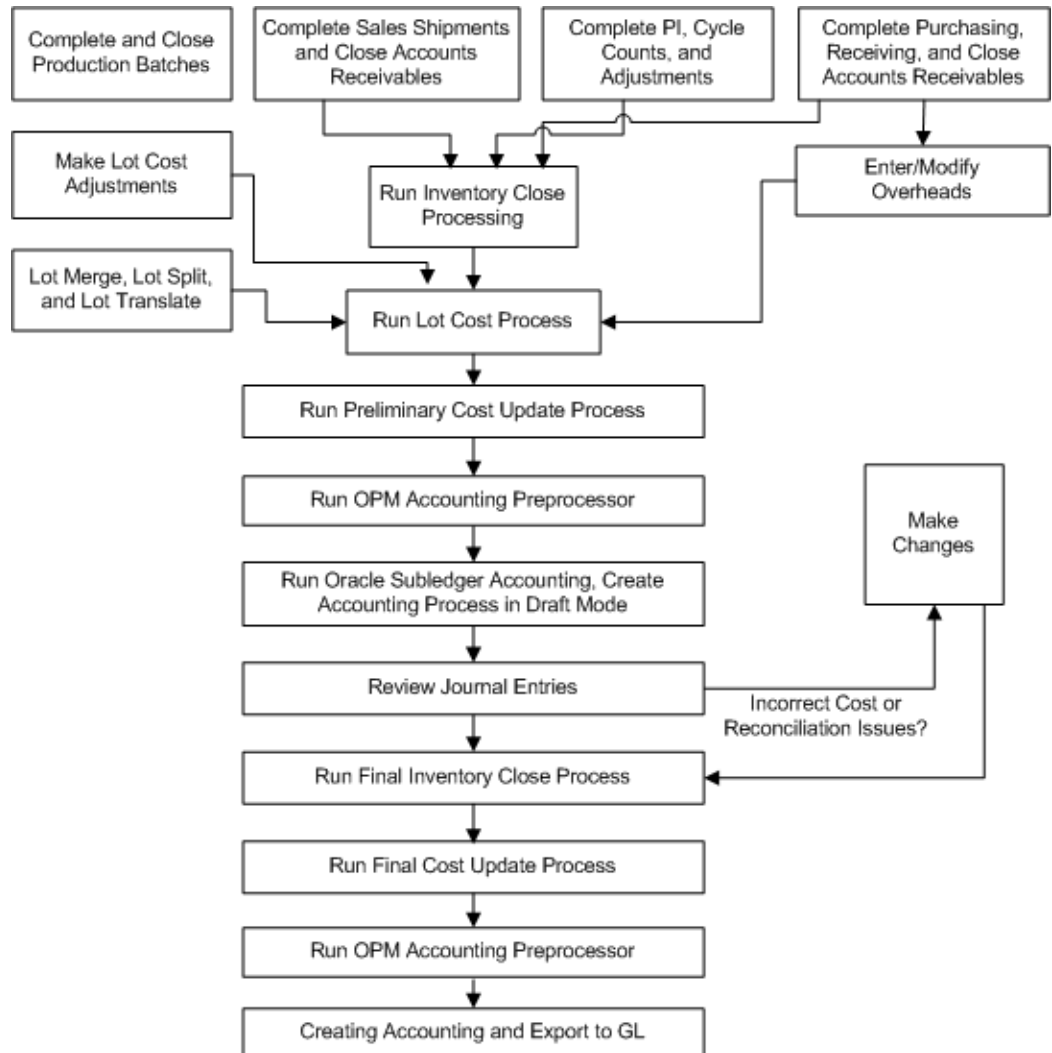 Complete and Close
Production Batches
Complete Sales Shipments
and Close Accounts
Receivables
Complete PI, Cycle
Counts, and
Adjustments
Complete Purchasing,
Receiving, and Close
Accounts Receivables
Make Lot Cost
Adjustments
Run Inventory Close
Processing
Enter/Modify
Overheads
Lot Merge, Lot Split,
and Lot Translate
Run Lot Cost Process
Run Preliminary Cost Update Process
Run OPM Accounting Preprocessor
Make
Changes
Run Oracle Subledger Accounting, Create
Accounting Process in Draft Mode
Review Journal Entries
Incorrect Cost or
Reconciliation Issues?
Run Final Inventory Close Process
Run Final Cost Update Process
Run OPM Accounting Preprocessor
Creating Accounting and Export to GL